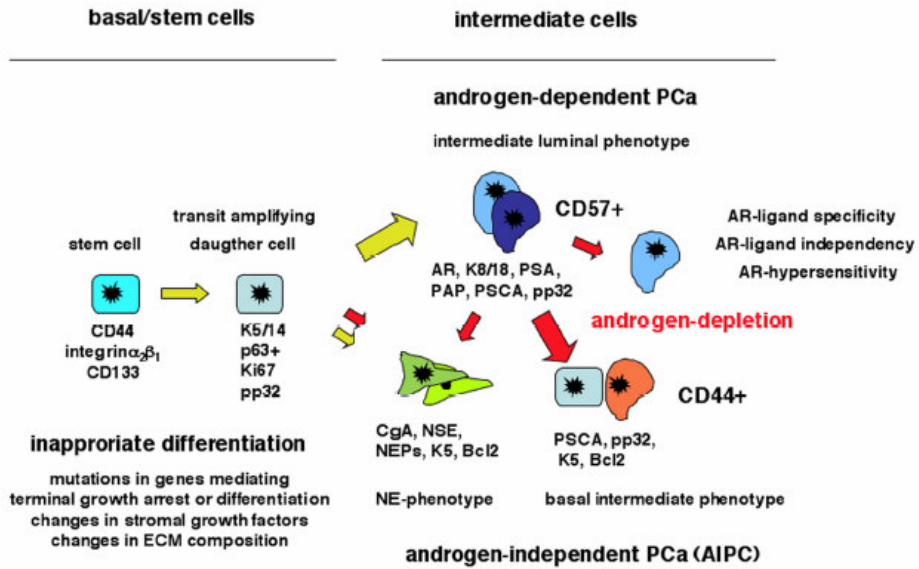 basal/stem cells
intermediate cells
androgen-dependent PCa
intermediate luminal phenotype
CD57+
AR, K8/18, PSA,
PAP, PSCA, pp32
AR-ligand specificity
AR-ligand independency
AR-hypersensitivity
stem cell
CD44
integrinα₂β₁
CD133
transit amplifying
daugther cell
K5/14
p63+
Ki67
pp32
androgen-depletion
CD44+
CgA, NSE,
NEPs, K5, Bcl2
NE-phenotype
PSCA, pp32,
K5, Bcl2
basal intermediate phenotype
inapproriate differentiation
mutations in genes mediating
terminal growth arrest or differentiation
changes in stromal growth factors
changes in ECM composition
androgen-independent PCa (AIPC)